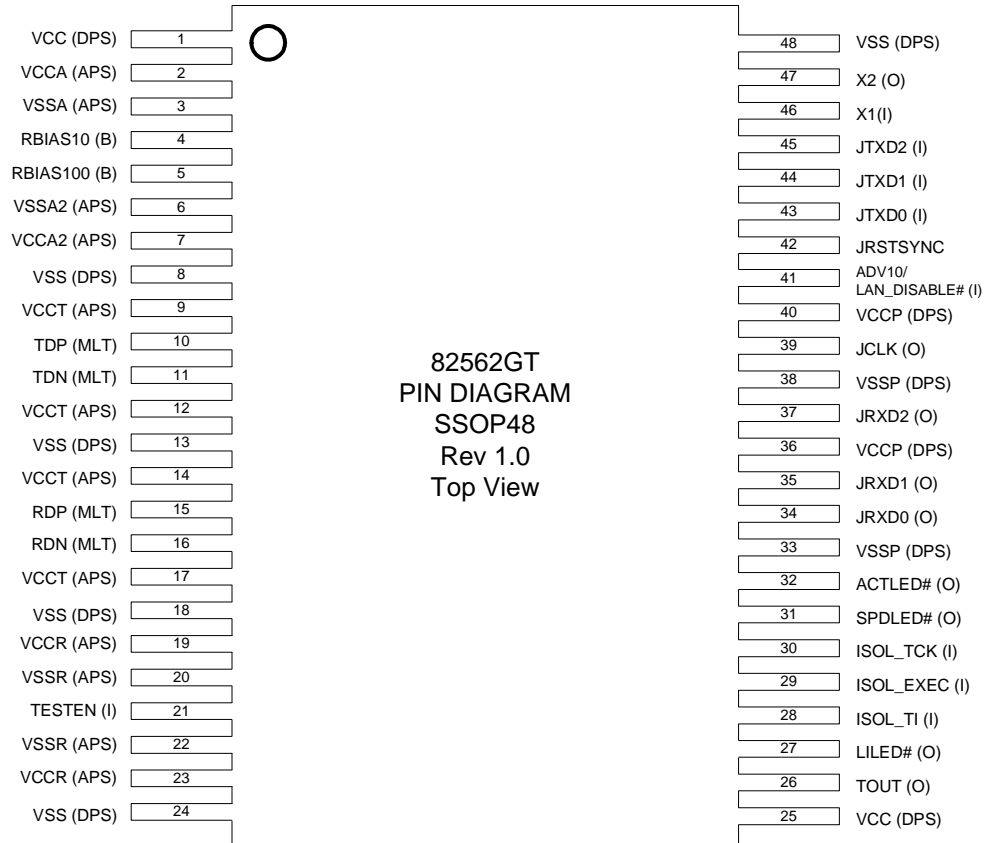 VCC (DPS) 1
VCCA (APS) 2
VSSA (APS) 3
RBIAS10 (B) 4
RBIAS100 (B) 5
VSSA2 (APS) 6
VCCA2 (APS) 7
VSS (DPS) 8
VCCT (APS) 9
TDP (MLT) 10
TDN (MLT) 11
VCCT (APS) 12
VSS (DPS) 13
VCCT (APS) 14
RDP (MLT) 15
RDN (MLT) 16
VCCT (APS) 17
VSS (DPS) 18
VCCR (APS) 19
VSSR (APS) 20
TESTEN (I) 21
VSSR (APS) 22
VCCR (APS) 23
VSS (DPS) 24
82562GT
PIN DIAGRAM
SSOP48
Rev 1.0
Top View
48 VSS (DPS)
47 X2 (O)
46 X1(I)
45 JTXD2 (I)
44 JTXD1 (I)
43 JTXD0 (I)
42 JRSTSYNC
41 ADV10/
LAN_DISABLE# (I)
40 VCCP (DPS)
39 JCLK (O)
38 VSSP (DPS)
37 JRXD2 (O)
36 VCCP (DPS)
35 JRXD1 (O)
34 JRXD0 (O)
33 VSSP (DPS)
32 ACTLED# (O)
31 SPDLED# (O)
30 ISOL_TCK (I)
29 ISOL_EXEC (I)
28 ISOL_TI (I)
27 LILED# (O)
26 TOUT (O)
25 VCC (DPS)